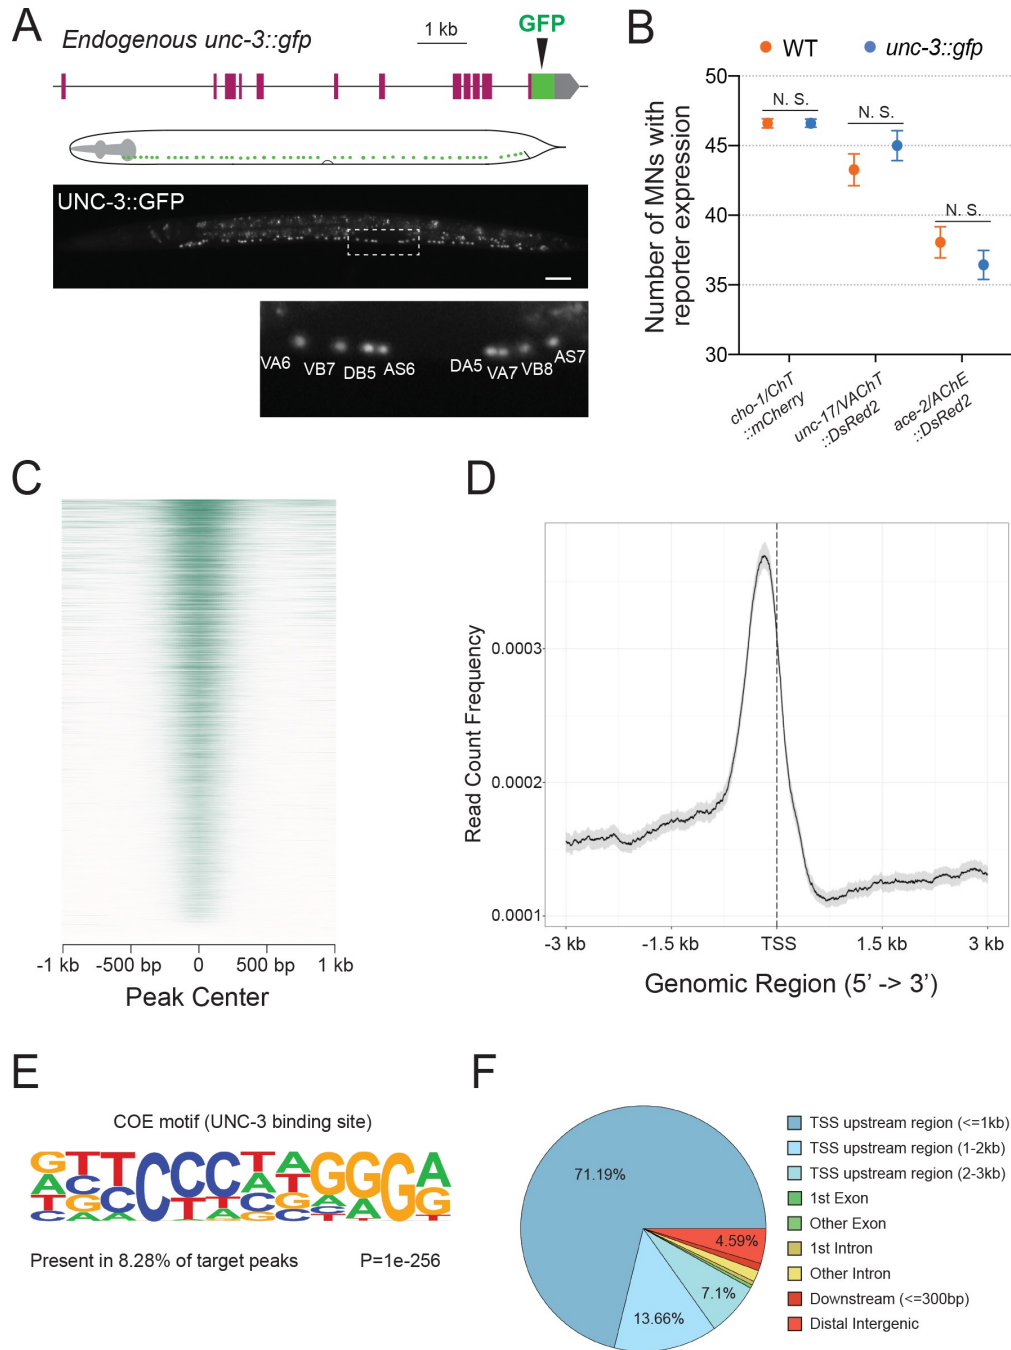 A
Endogenous unc-3::gfp
1 kb
GFP
UNC-3::GFP
VA6
VB7
DB5
AS6
DA5
VA7
VB8
AS7
B
WT
unc-3::gfp
Number of MNs with
reporter expression
50
45
40
35
30
N. S.
N. S.
N. S.
cho-1/ChT
::mCherry
unc-17/VAChT
::DsRed2
ace-2/AChE
::DsRed2
C
-1 kb
-500 bp
0
500 bp
1 kb
Peak Center
D
Read Count Frequency
0.0003
0.0002
0.0001
-3 kb
-1.5 kb
TSS
1.5 kb
3 kb
Genomic Region (5’ -> 3’)
E
COE motif (UNC-3 binding site)
Present in 8.28% of target peaks
P=1e-256
F
71.19%
4.59%
7.1%
13.66%
TSS upstream region (<=1kb)
TSS upstream region (1-2kb)
TSS upstream region (2-3kb)
1st Exon
Other Exon
1st Intron
Other Intron
Downstream (<=300bp)
Distal Intergenic